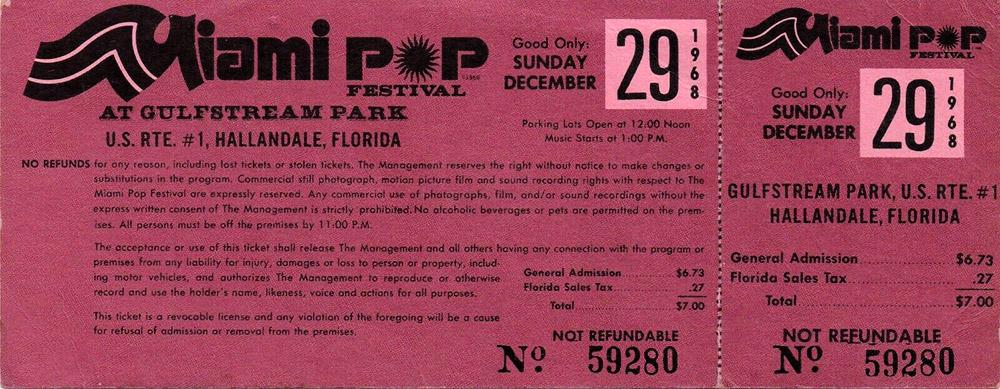 Miami POP
©1968
FESTIVAL
AT GULFSTREAM PARK
U.S. RTE. #1, HALLANDALE, FLORIDA
Good Only:
SUNDAY
DECEMBER
29
1968
Parking Lots Open at 12:00 Noon
Music Starts at 1:00 P.M.
NO REFUNDS for any reason, including lost tickets or stolen tickets. The Management reserves the right without notice to make changes or
substitutions in the program. Commercial still photograph, motion picture film and sound recording rights with respect to The
Miami Pop Festival are expressly reserved. Any commercial use of photographs, film, and/or sound recordings without the
express written consent of The Management is strictly prohibited. No alcoholic beverages or pets are permitted on the prem-
ises. All persons must be off the premises by 11:00 P.M.
The acceptance or use of this ticket shall release The Management and all others having any connection with the program or
premises from any liability for injury, damages or loss to person or property, includ-
ing motor vehicles, and authorizes The Management to reproduce or otherwise
record and use the holder's name, likeness, voice and actions for all purposes.
This ticket is a revocable license and any violation of the foregoing will be a cause
for refusal of admission or removal from the premises.
General Admission $6.73
Florida Sales Tax .27
Total $7.00
NOT REFUNDABLE
Nº 59280
Miami POP
FESTIVAL
Good Only:
SUNDAY
DECEMBER
29
1968
GULFSTREAM PARK, U.S. RTE. #1
HALLANDALE, FLORIDA
General Admission $6.73
Florida Sales Tax .27
Total $7.00
NOT REFUNDABLE
Nº 59280